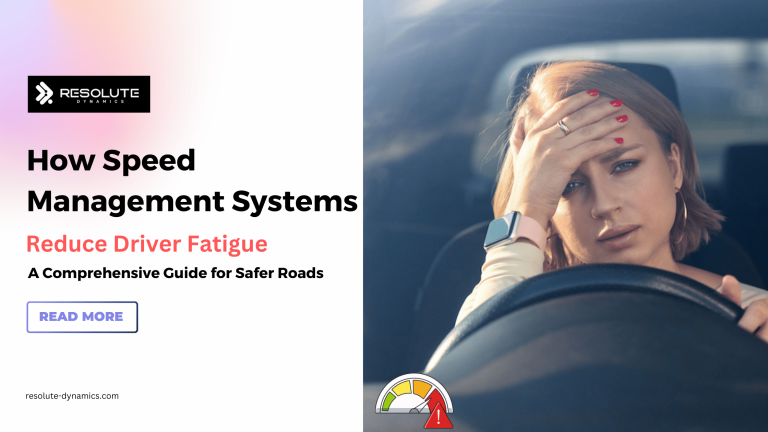 RESOLUTE
DYNAMICS
How Speed
Management Systems
Reduce Driver Fatigue
A Comprehensive Guide for Safer Roads
READ MORE
resolute-dynamics.com
!